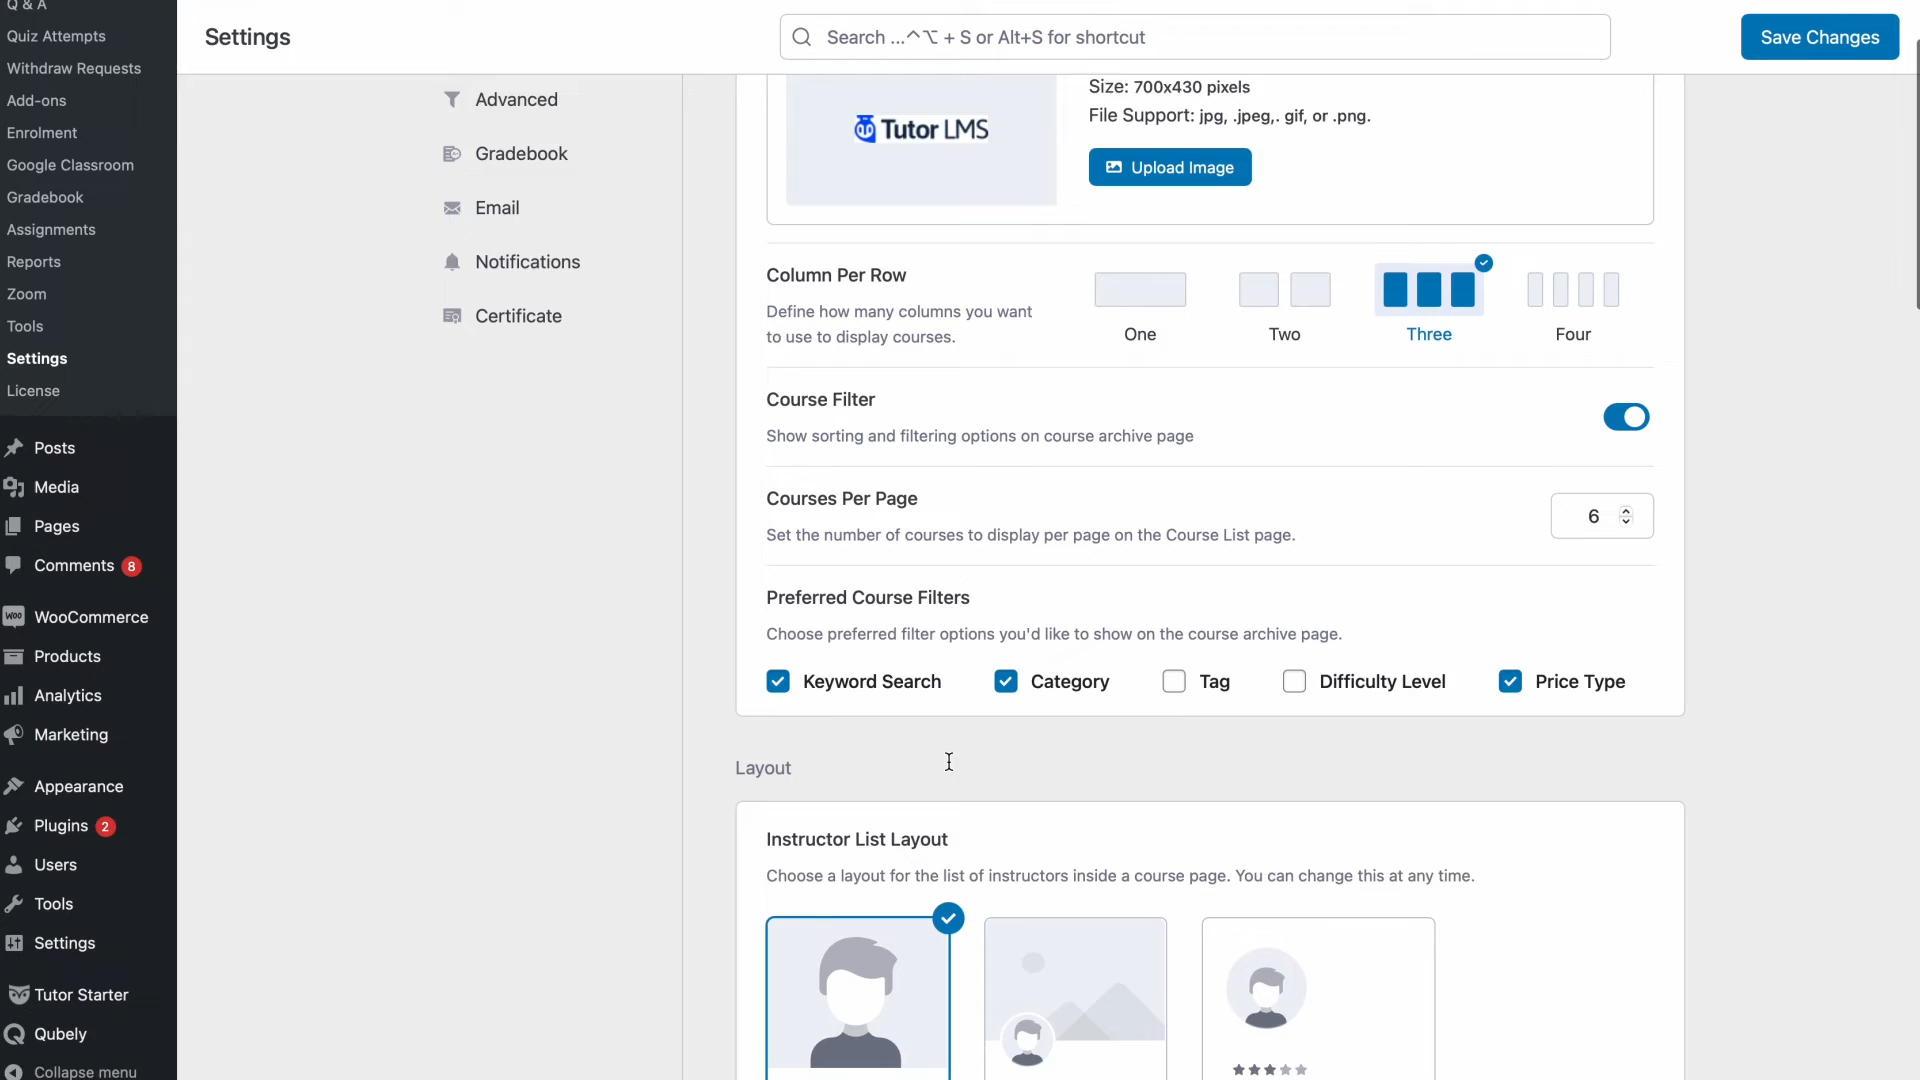 Q & A
Quiz Attempts
Withdraw Requests
Add-ons
Enrolment
Google Classroom
Gradebook
Assignments
Reports
Zoom
Tools
Settings
License
Posts
Media
Pages
Comments 8
WooCommerce
Products
Analytics
Marketing
Appearance
Plugins 2
Users
Tools
Settings
Tutor Starter
Qubely
Collapse menu
Settings
Search ...^⌥ + S or Alt+S for shortcut
Save Changes
Advanced
Gradebook
Email
Notifications
Certificate
Tutor LMS
Size: 700x430 pixels
File Support: jpg, .jpeg,. gif, or .png.
Upload Image
Column Per Row
Define how many columns you want
to use to display courses.
One
Two
Three
Four
Course Filter
Show sorting and filtering options on course archive page
Courses Per Page
Set the number of courses to display per page on the Course List page.
6
Preferred Course Filters
Choose preferred filter options you'd like to show on the course archive page.
Keyword Search
Category
Tag
Difficulty Level
Price Type
Layout
Instructor List Layout
Choose a layout for the list of instructors inside a course page. You can change this at any time.